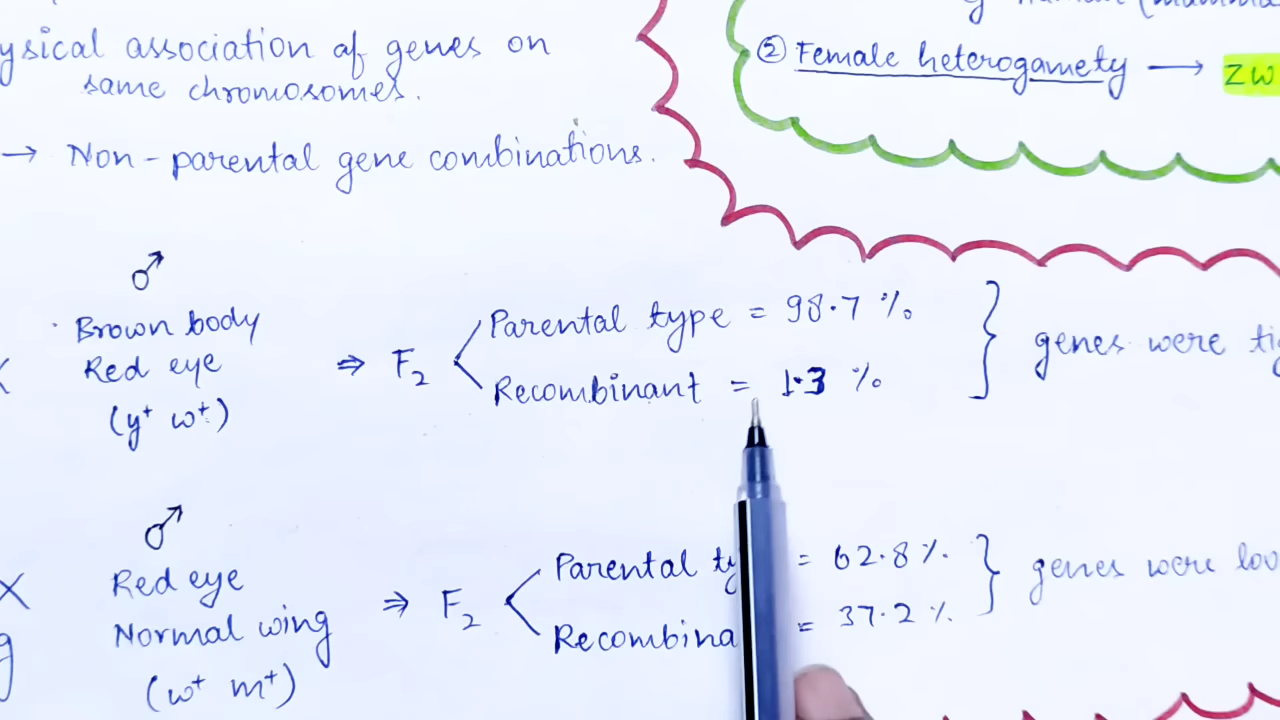 association of genes on
same chromosomes.
→ Non-parental gene combinations.
② Female heterogamety → ZW
♂
Brown body
Red eye
(y⁺ w⁺)
⇒ F₂
Parental type = 98.7 %
Recombinant = 1.3 %
genes were
X
♂
Red eye
Normal wing
(w⁺ m⁺)
⇒ F₂
Parental = 62.8 %
= 37.2 %
genes were